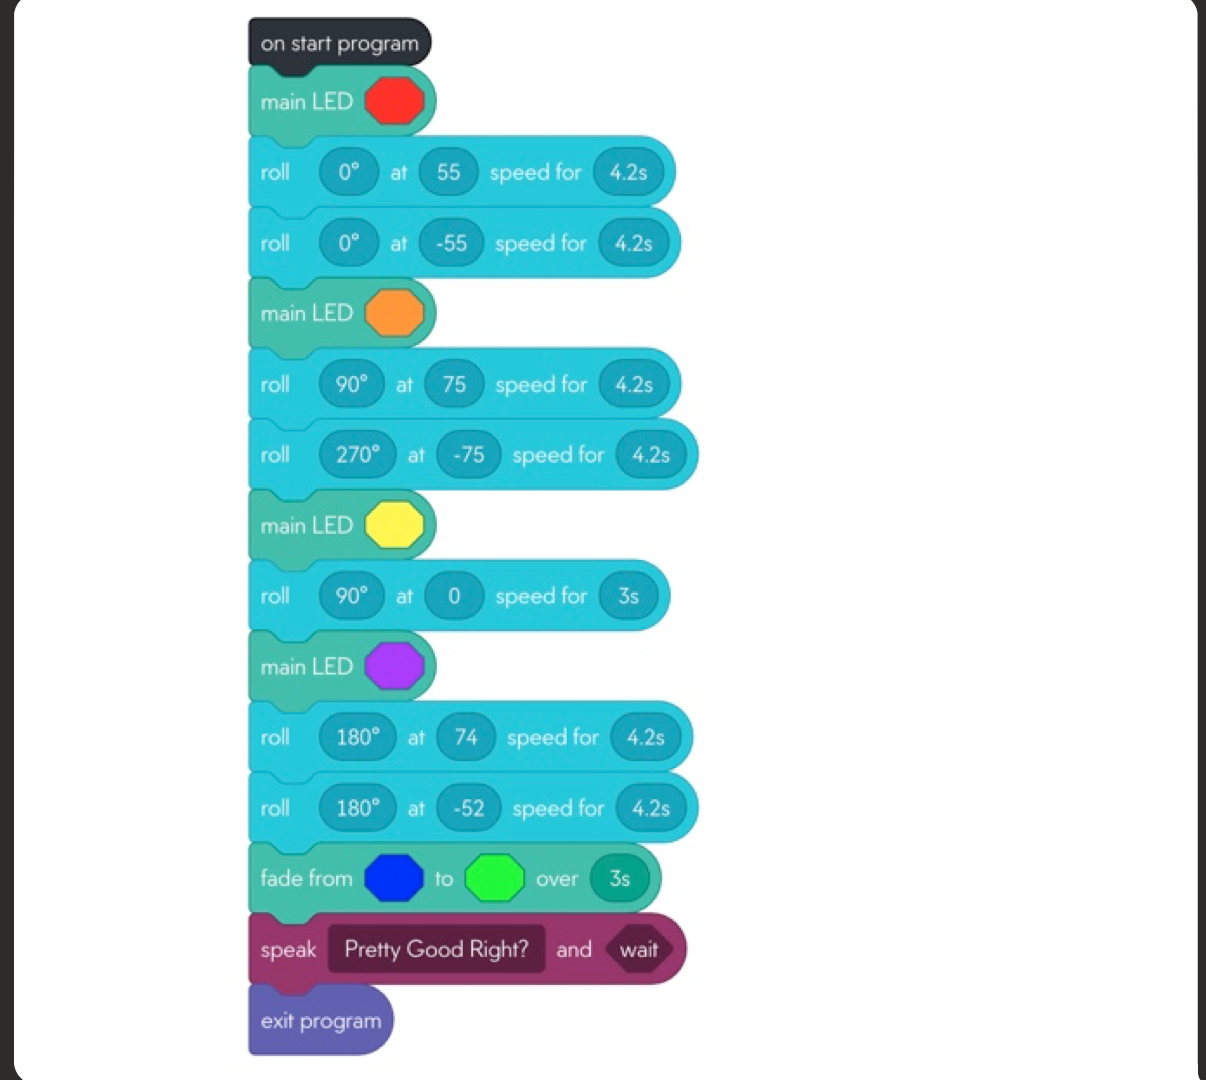 on start program
main LED
roll 0° at 55 speed for 4.2s
roll 0° at -55 speed for 4.2s
main LED
roll 90° at 75 speed for 4.2s
roll 270° at -75 speed for 4.2s
main LED
roll 90° at 0 speed for 3s
main LED
roll 180° at 74 speed for 4.2s
roll 180° at -52 speed for 4.2s
fade from to over 3s
speak Pretty Good Right? and wait
exit program